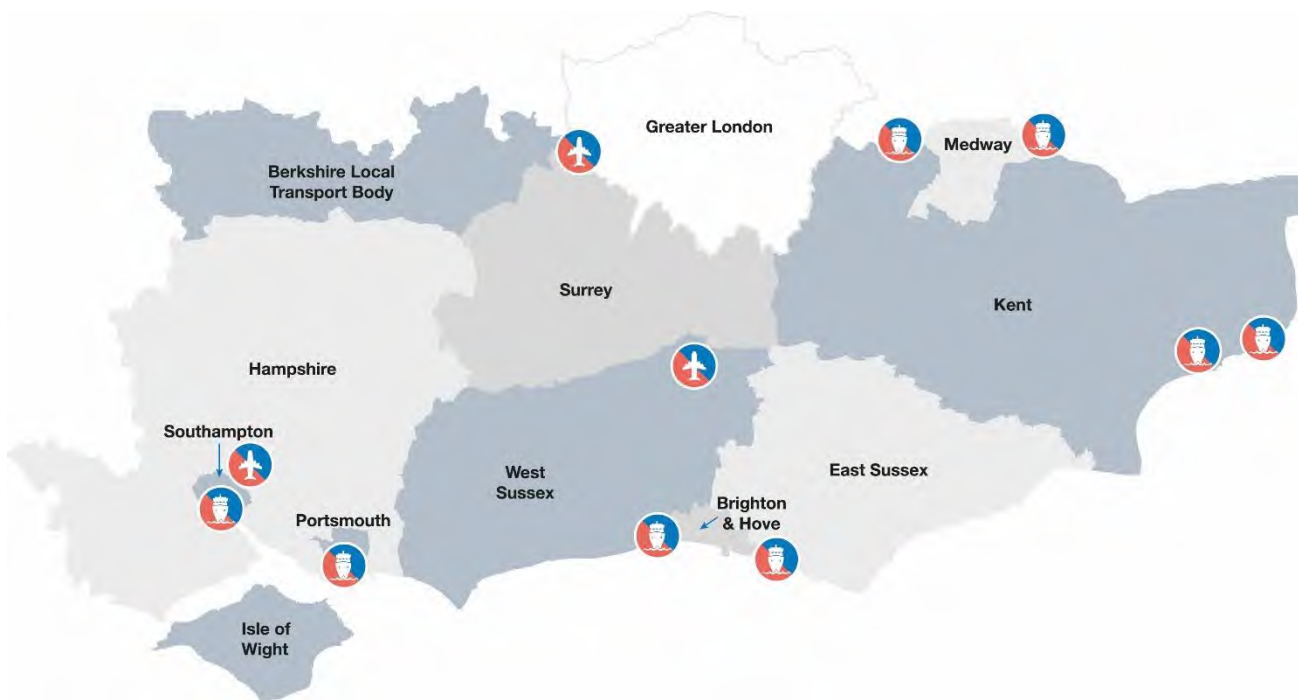 Greater London
Medway
Berkshire Local
Transport Body
Surrey
Kent
Hampshire
Southampton
West
Sussex
East Sussex
Brighton
& Hove
Portsmouth
Isle of
Wight